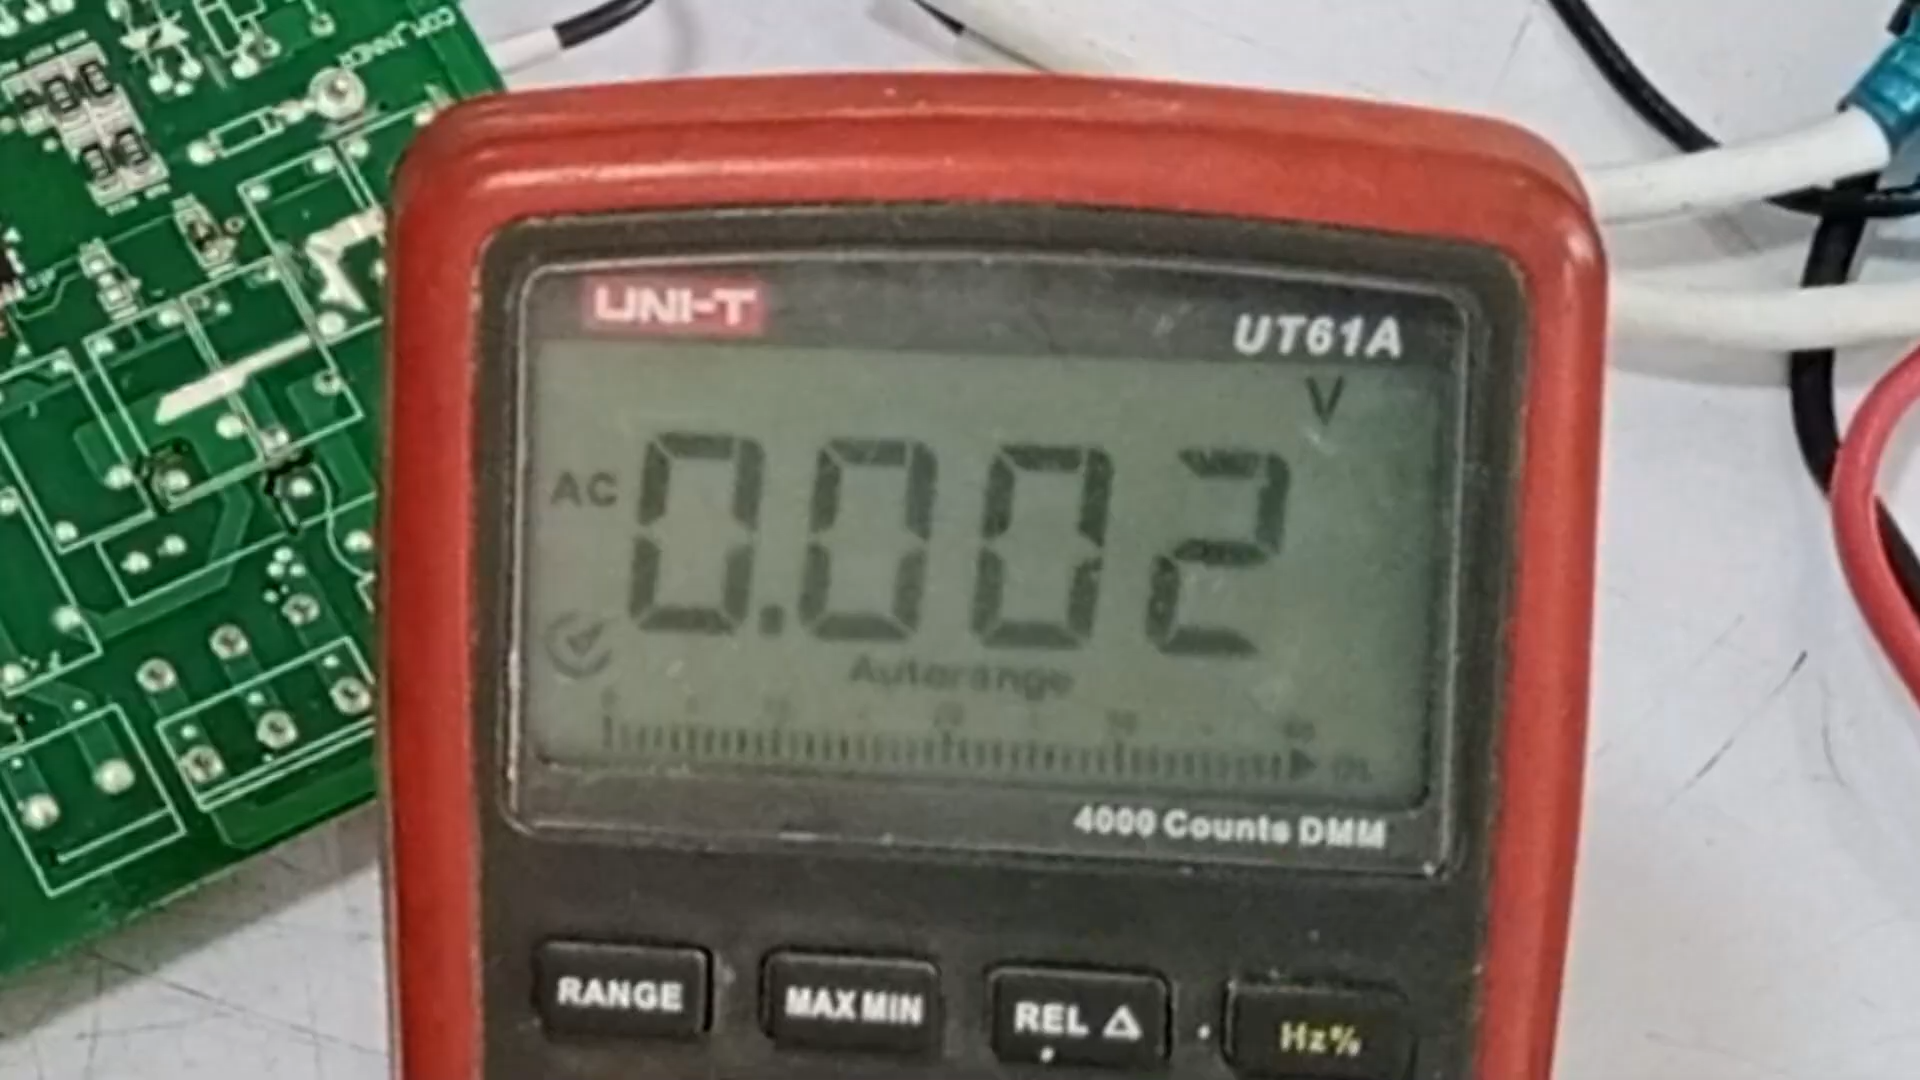 UNI-T
UT61A
V
AC
0.002
Autorange
4000 Counts DMM
RANGE
MAX MIN
REL Δ
Hz%